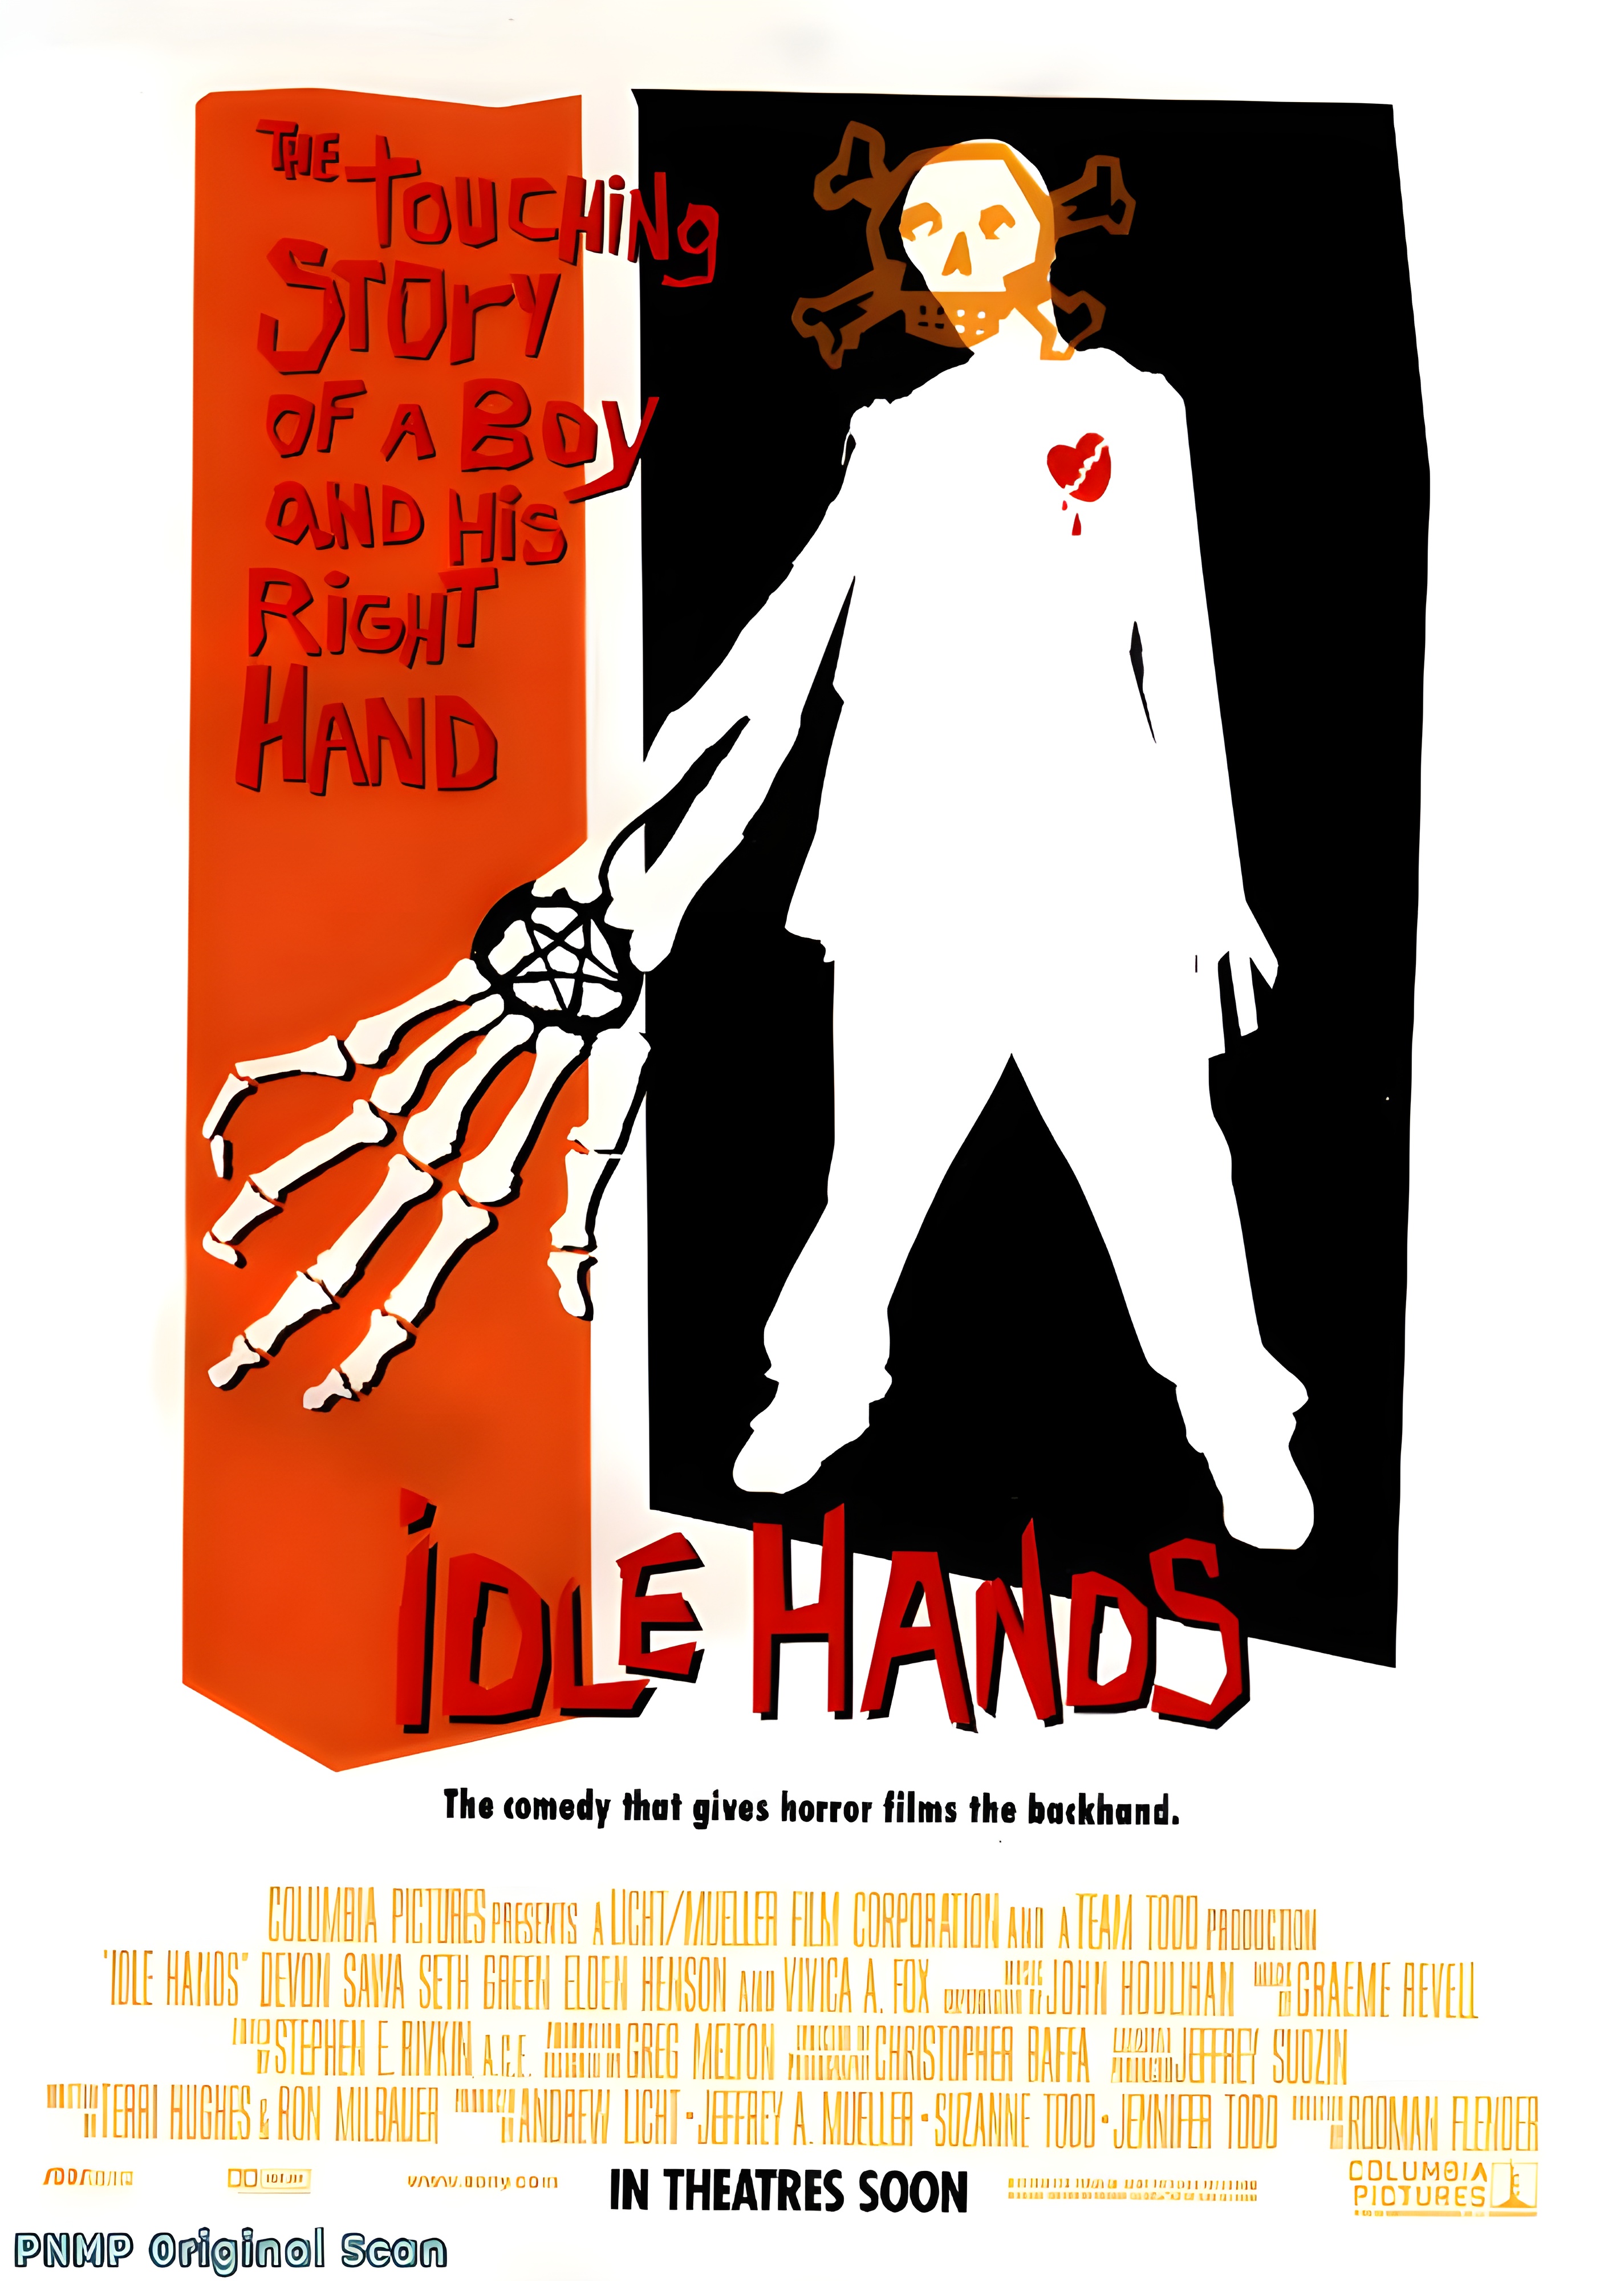 THE TOUCHING
STORY
OF A BOY
AND HIS
RIGHT
HAND
IDLE HANDS
The comedy that gives horror films the backhand.
COLUMBIA PICTURES PRESENTS A LICHT/MUELLER FILM CORPORATION AND A TEAM TODD PRODUCTION
"IDLE HANDS" DEVON SAWA SETH GREEN ELDEN HENSON AND VIVICA A. FOX JOHN HOULIHAN GRAEME REVELL
STEPHEN E. RIVKIN, A.C.E. GREG MELTON CHRISTOPHER BAFFA JEFFREY SUDZIN
TERRI HUGHES & RON MILBAUER ANDREW LICHT · JEFFREY A. MUELLER · SUZANNE TODD · JENNIFER TODD RODMAN FLENDER
www.sony.com IN THEATRES SOON COLUMBIA
PICTURES
PNMP Original Scan